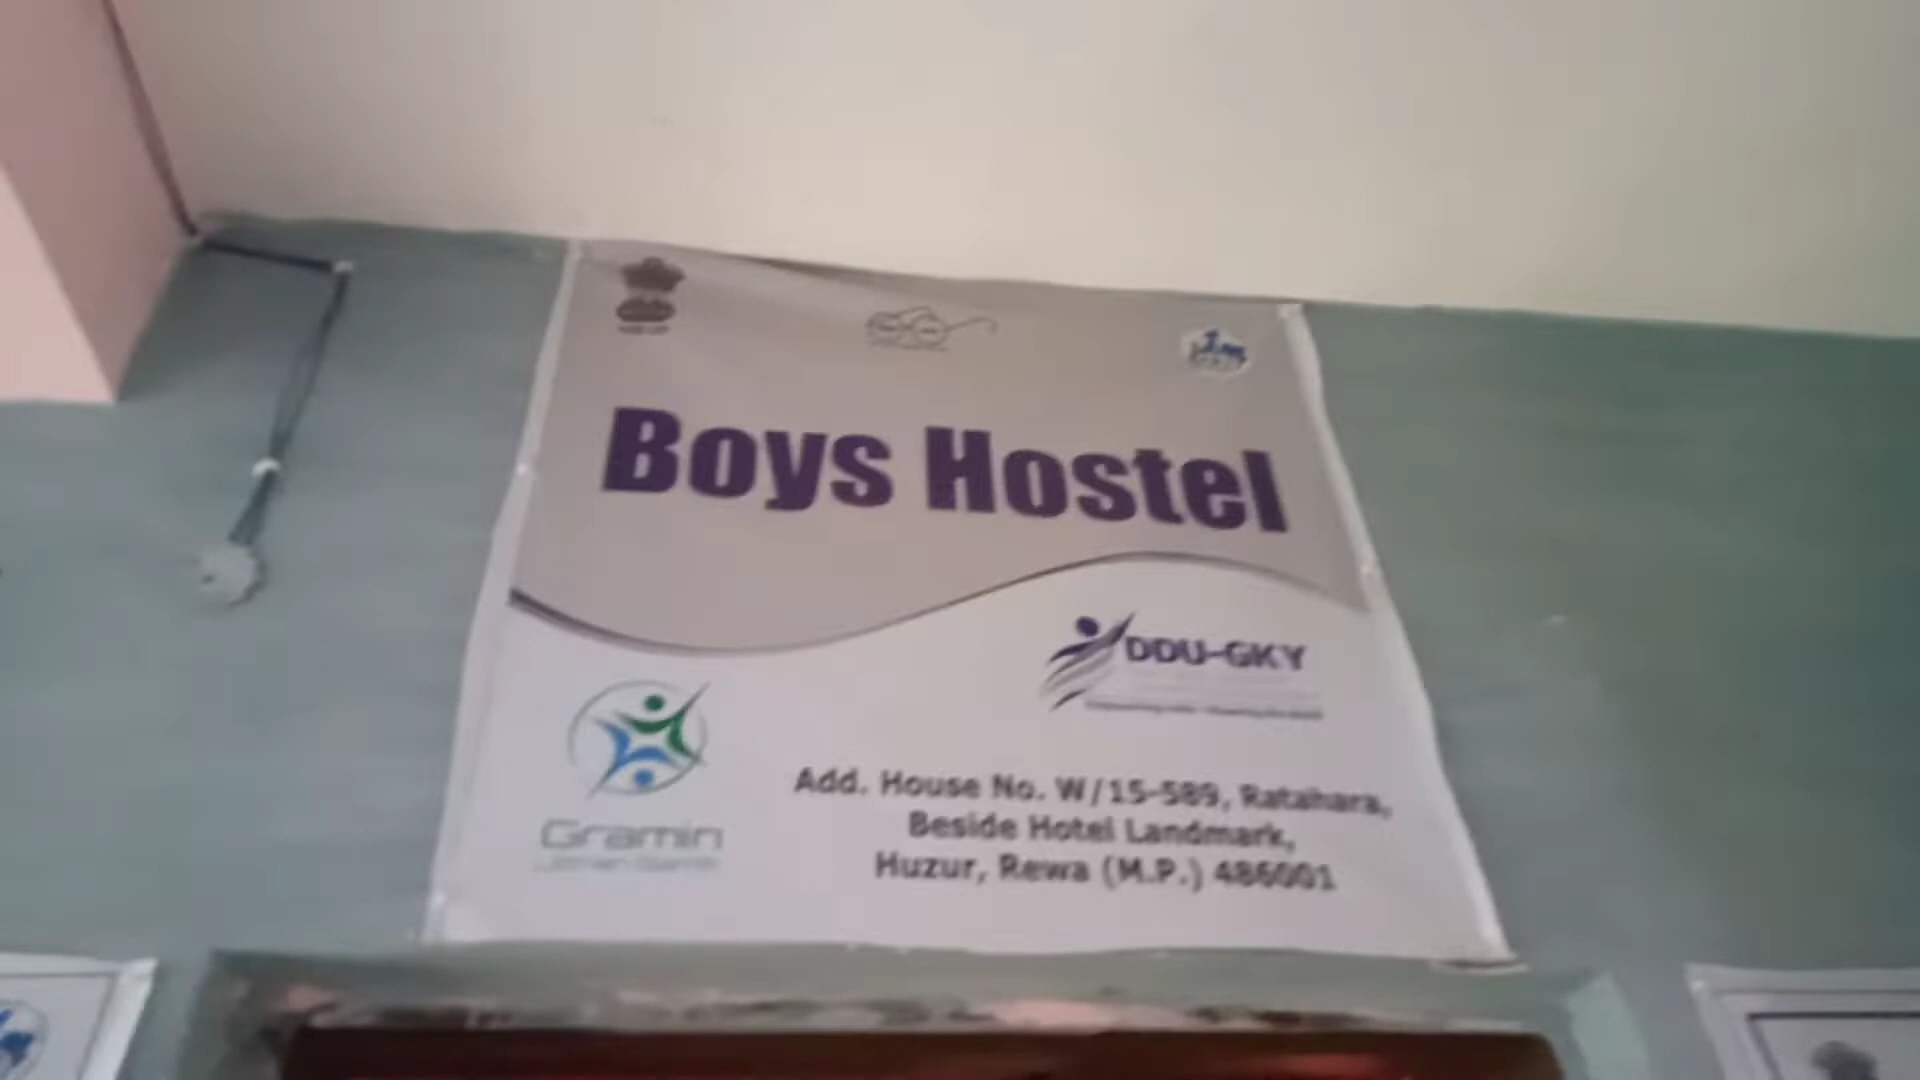 Boys Hostel
DDU-GKY
Gramin
Add. House No. W/15-589, Ratahara,
Beside Hotel Landmark,
Huzur, Rewa (M.P.) 486001